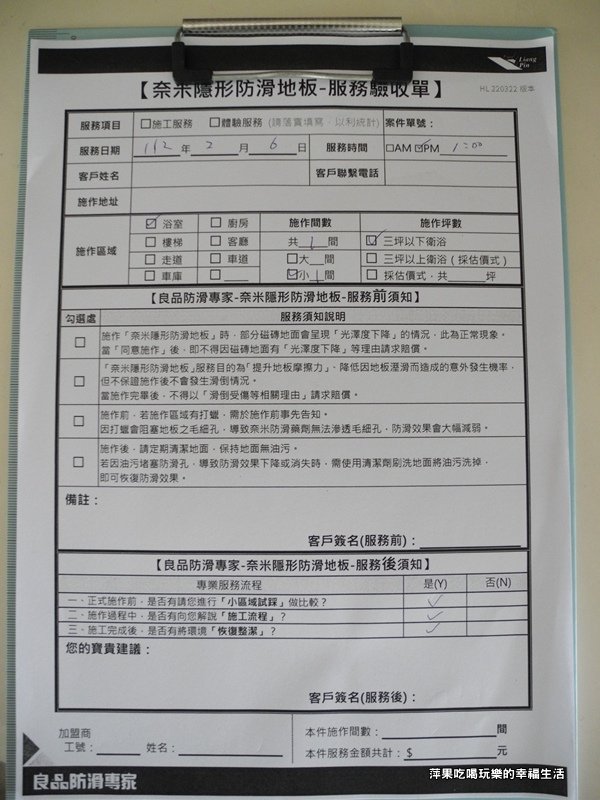 Liang Pin
【奈米隱形防滑地板-服務驗收單】
HL 220322 版本
服務項目 □施工服務 □體驗服務 (請落實填寫，以利統計) 案件單號：
服務日期 112 年 2 月 6 日 服務時間 □AM ☑PM 1:00
客戶姓名 客戶聯繫電話
施作地址
施作區域 ☑ 浴室 □ 廚房 施作間數 施作坪數
□ 樓梯 □ 客廳 共 1 間 ☑ 三坪以下衛浴
□ 走道 □ 車道 □大___間 □ 三坪以上衛浴（採估價式）
□ 車庫 □ ____ ☑小 1 間 □ 採估價式，共____坪
【良品防滑專家-奈米隱形防滑地板-服務前須知】
勾選處 服務須知說明
□ 施作「奈米隱形防滑地板」時，部分磁磚地面會呈現「光澤度下降」的情況，此為正常現象。
當「同意施作」後，即不得因磁磚地面有「光澤度下降」等理由請求賠償。
□ 「奈米隱形防滑地板」服務目的為「提升地板摩擦力」、降低因地板溼滑而造成的意外發生機率，
但不保證施作後不會發生滑倒情況。
當施作完畢後，不得以「滑倒受傷等相關理由」請求賠償。
□ 施作前，若施作區域有打蠟，需於施作前事先告知。
因打蠟會阻塞地板之毛細孔，導致奈米防滑藥劑無法滲透毛細孔，防滑效果會大幅減弱。
□ 施作後，請定期清潔地面，保持地面無油污。
若因油污堵塞防滑孔，導致防滑效果下降或消失時，需使用清潔劑刷洗地面將油污洗掉，
即可恢復防滑效果。
備註：
客戶簽名(服務前)：
【良品防滑專家-奈米隱形防滑地板-服務後須知】
專業服務流程 是(Y) 否(N)
一、正式施作前，是否有請您進行「小區域試踩」做比較？ ✓
二、施作過程中，是否有向您解說「施工流程」？ ✓
三、施工完成後，是否有將環境「恢復整潔」？ ✓
您的寶貴建議：
客戶簽名(服務後)：
加盟商 本件施作間數：____間
工號：____ 姓名：____ 本件服務金額共計：$____元
良品防滑專家
萍果吃喝玩樂的幸福生活